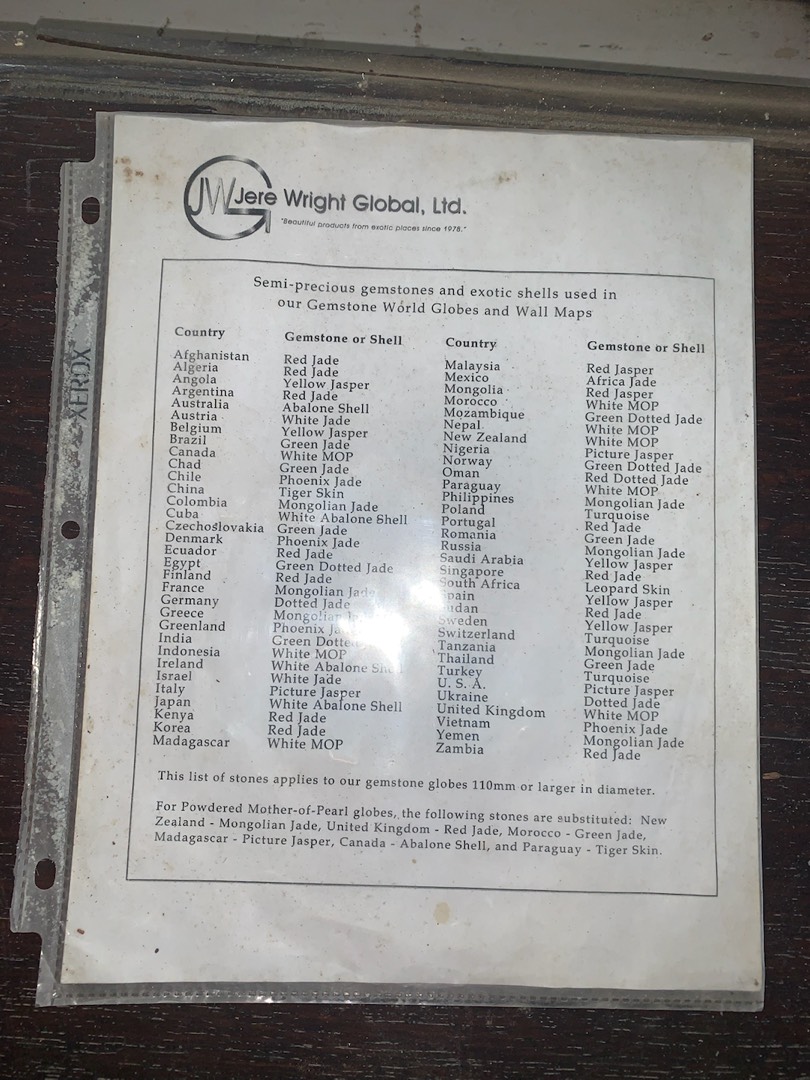 JWG Jere Wright Global, Ltd.
"Beautiful products from exotic places since 1978."
Semi-precious gemstones and exotic shells used in
our Gemstone World Globes and Wall Maps
Country Gemstone or Shell
Afghanistan Red Jade
Algeria Red Jade
Angola Yellow Jasper
Argentina Red Jade
Australia Abalone Shell
Austria White Jade
Belgium Yellow Jasper
Brazil Green Jade
Canada White MOP
Chad Green Jade
Chile Phoenix Jade
China Tiger Skin
Colombia Mongolian Jade
Cuba White Abalone Shell
Czechoslovakia Green Jade
Denmark Phoenix Jade
Ecuador Red Jade
Egypt Green Dotted Jade
Finland Red Jade
France Mongolian Jade
Germany Dotted Jade
Greece Mongolian Jade
Greenland Phoenix Jade
India Green Dotted
Indonesia White MOP
Ireland White Abalone Shell
Israel White Jade
Italy Picture Jasper
Japan White Abalone Shell
Kenya Red Jade
Korea Red Jade
Madagascar White MOP
Country Gemstone or Shell
Malaysia Red Jasper
Mexico Africa Jade
Mongolia Red Jasper
Morocco White MOP
Mozambique Green Dotted Jade
Nepal White MOP
New Zealand White MOP
Nigeria Picture Jasper
Norway Green Dotted Jade
Oman Red Dotted Jade
Paraguay White MOP
Philippines Mongolian Jade
Poland Turquoise
Portugal Red Jade
Romania Green Jade
Russia Mongolian Jade
Saudi Arabia Yellow Jasper
Singapore Red Jade
South Africa Leopard Skin
Spain Yellow Jasper
Sudan Red Jade
Sweden Yellow Jasper
Switzerland Turquoise
Tanzania Mongolian Jade
Thailand Green Jade
Turkey Turquoise
U. S. A. Picture Jasper
Ukraine Dotted Jade
United Kingdom White MOP
Vietnam Phoenix Jade
Yemen Mongolian Jade
Zambia Red Jade
This list of stones applies to our gemstone globes 110mm or larger in diameter.
For Powdered Mother-of-Pearl globes, the following stones are substituted: New
Zealand - Mongolian Jade, United Kingdom - Red Jade, Morocco - Green Jade,
Madagascar - Picture Jasper, Canada - Abalone Shell, and Paraguay - Tiger Skin.
XEROX